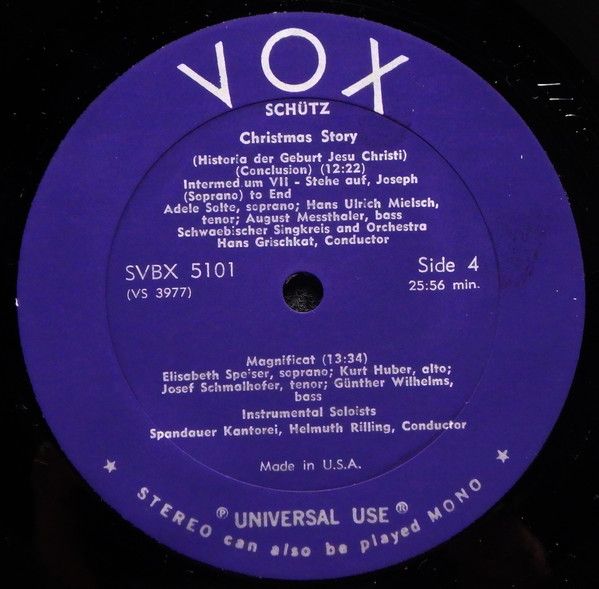 VOX
SCHÜTZ
Christmas Story
(Historia der Geburt Jesu Christi)
(Conclusion) (12:22)
Intermed um VII - Stehe auf, Joseph
(Soprano) to End
Adele Solte, soprano; Hans Ulrich Mielsch,
tenor; August Messthaler, bass
Schwaebischer Singkreis and Orchestra
Hans Grischkat, Conductor
SVBX 5101
(VS 3977)
Side 4
25:56 min.
Magnificat (13:34)
Elisabeth Speiser, soprano; Kurt Huber, alto;
Josef Schmalhofer, tenor; Günther Wilhelms,
bass
Instrumental Soloists
Spandauer Kantorei, Helmuth Rilling, Conductor
Made in U.S.A.
℗ UNIVERSAL USE ®
★ STEREO can also be played MONO ★